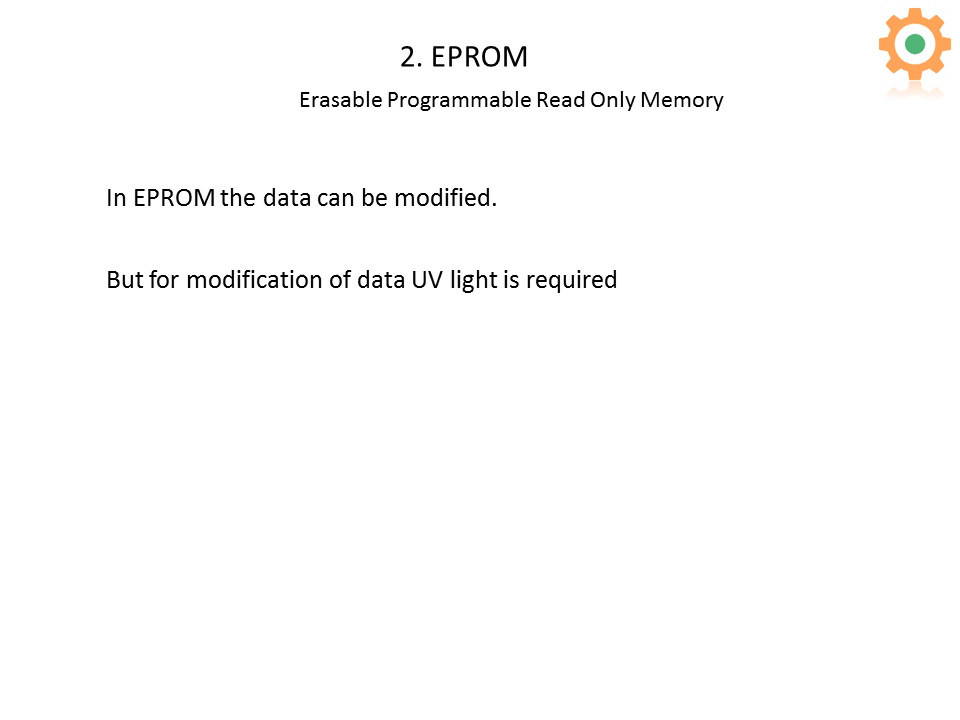 2. EPROM
Erasable Programmable Read Only Memory
In EPROM the data can be modified.
But for modification of data UV light is required